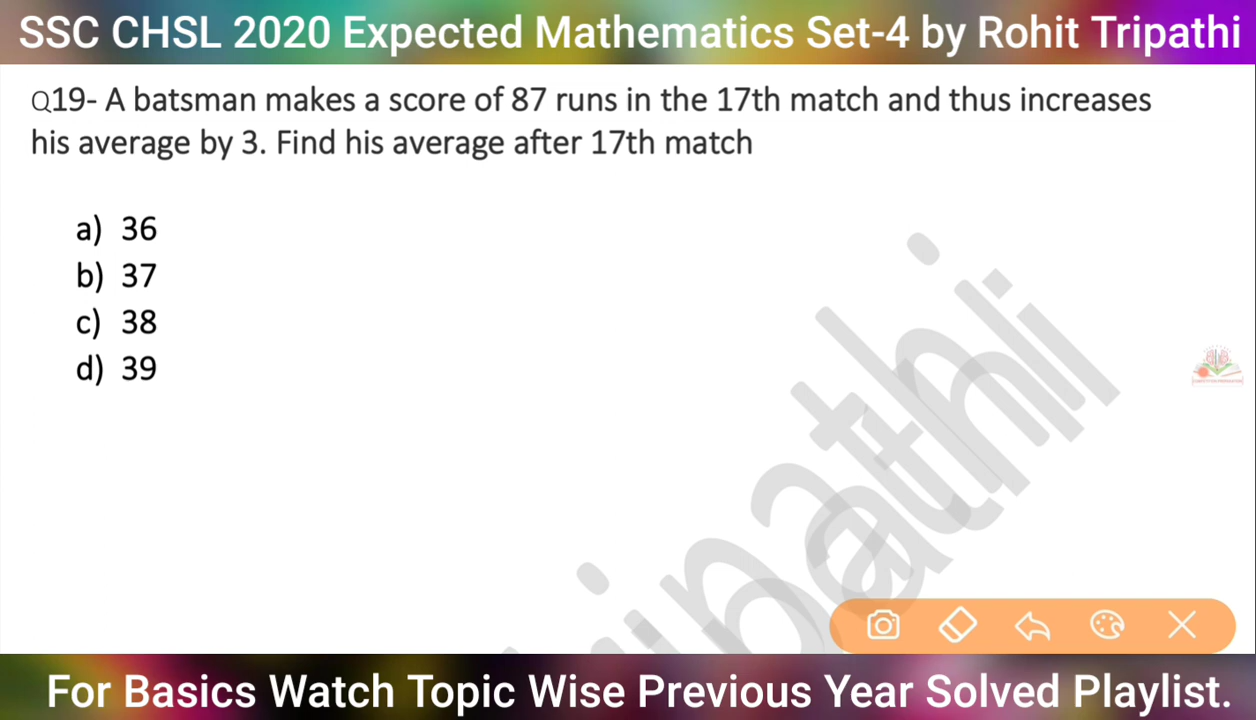 SSC CHSL 2020 Expected Mathematics Set-4 by Rohit Tripathi
Q19- A batsman makes a score of 87 runs in the 17th match and thus increases
his average by 3. Find his average after 17th match
a) 36
b) 37
c) 38
d) 39
For Basics Watch Topic Wise Previous Year Solved Playlist.